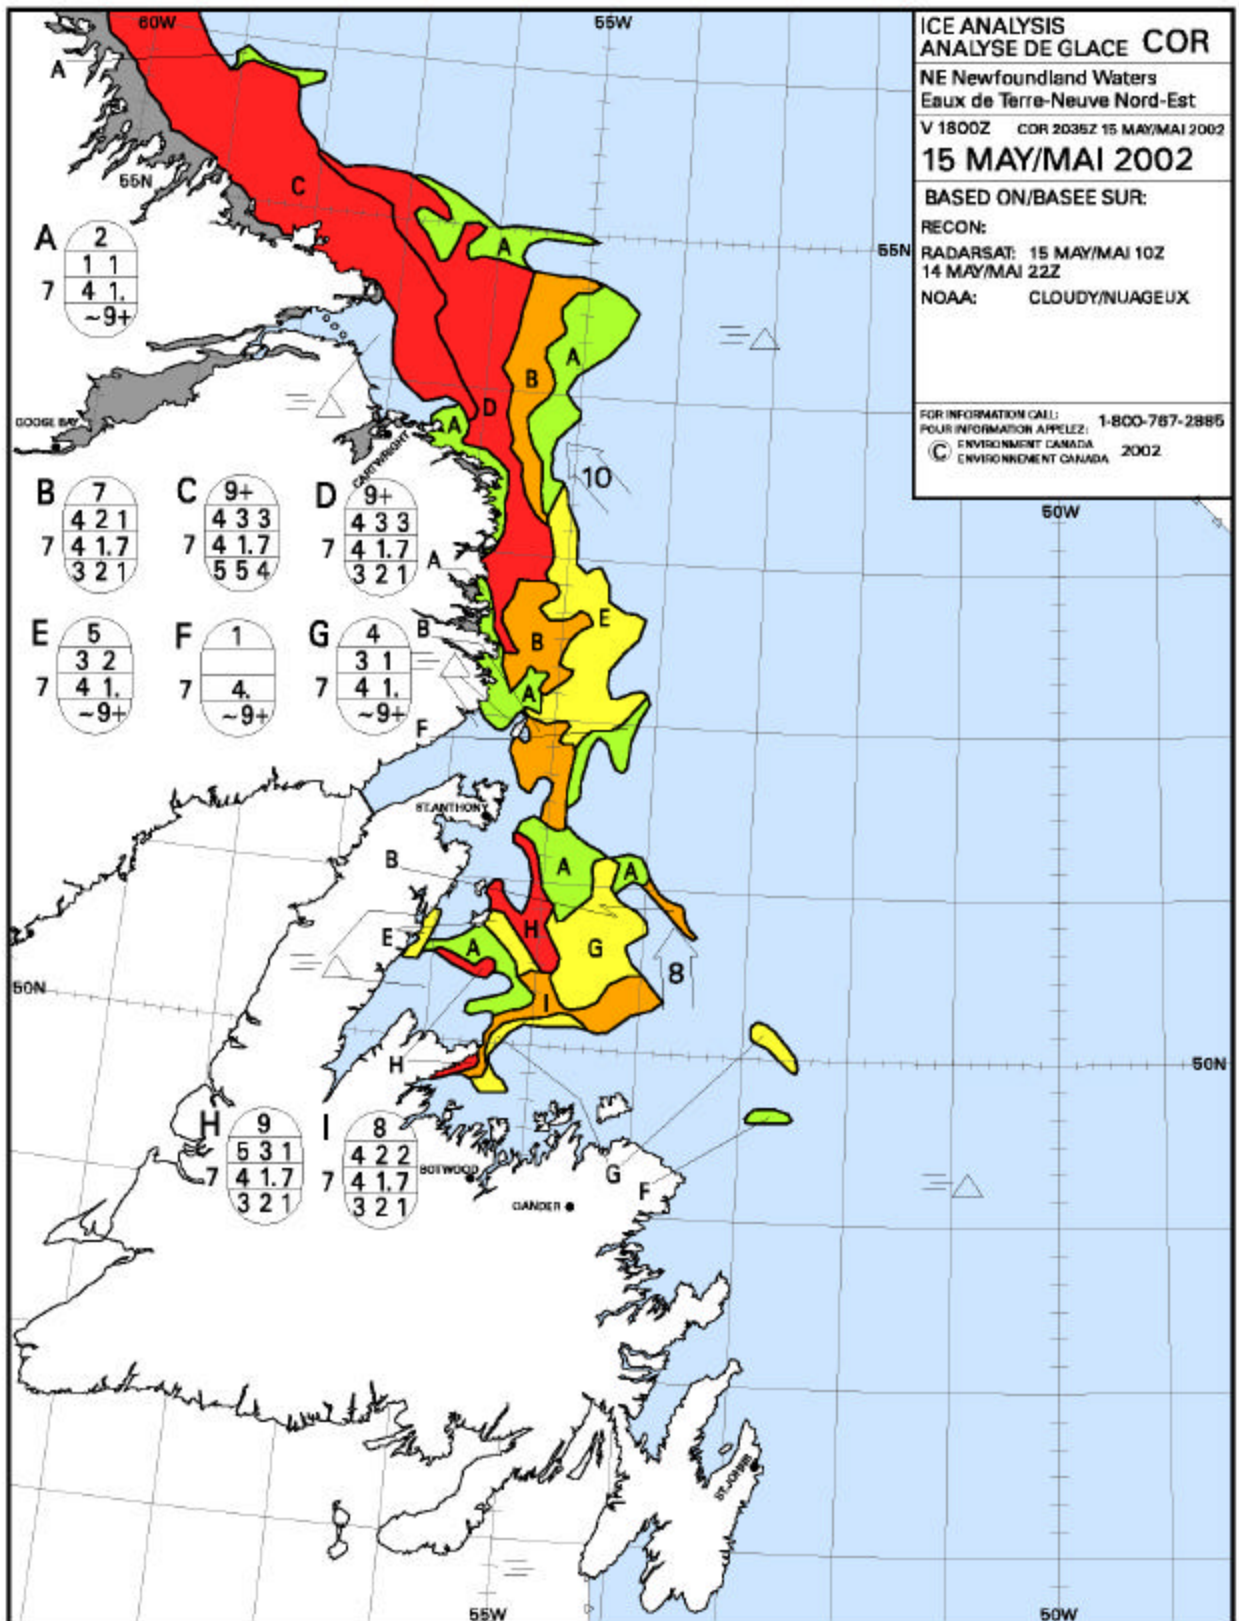 60W
55W
ICE ANALYSIS
ANALYSE DE GLACE COR
NE Newfoundland Waters
Eaux de Terre-Neuve Nord-Est
V 1800Z COR 2035Z 15 MAY/MAI 2002
15 MAY/MAI 2002
BASED ON/BASEE SUR:
RECON:
RADARSAT: 15 MAY/MAI 10Z
14 MAY/MAI 22Z
NOAA: CLOUDY/NUAGEUX
FOR INFORMATION CALL:
POUR INFORMATION APPELEZ: 1-800-767-2885
© ENVIRONMENT CANADA
ENVIRONNEMENT CANADA 2002
A
55N
C
A
55N
A
2
1 1
7 4 1.
~9+
A
B
D
A
GOOSE BAY
CARTWRIGHT
10
B
7
4 2 1
7 4 1.7
3 2 1
C
9+
4 3 3
7 4 1.7
5 5 4
D
9+
4 3 3
7 4 1.7
3 2 1
50W
A
E
5
3 2
7 4 1.
~9+
F
1
7 4.
~9+
G
4
3 1
7 4 1.
~9+
B
E
B
A
F
ST.ANTHONY
B
A
A
H
E
A
G
8
50N
I
H
50N
H
9
5 3 1
7 4 1.7
3 2 1
I
8
4 2 2
7 4 1.7
3 2 1
BOTWOOD
GANDER
G
F
ST.JOHN'S
55W
50W